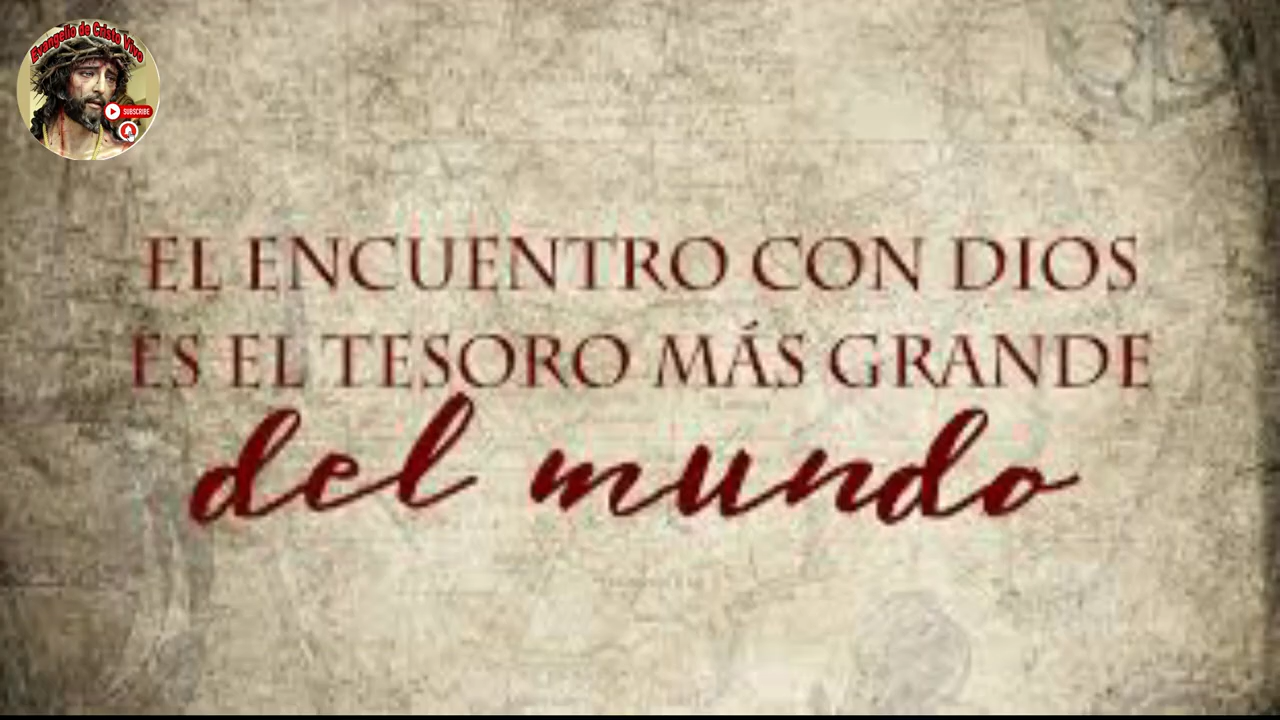 Evangelio de Cristo Vivo
SUBSCRIBE
EL ENCUENTRO CON DIOS
ES EL TESORO MÁS GRANDE
del mundo